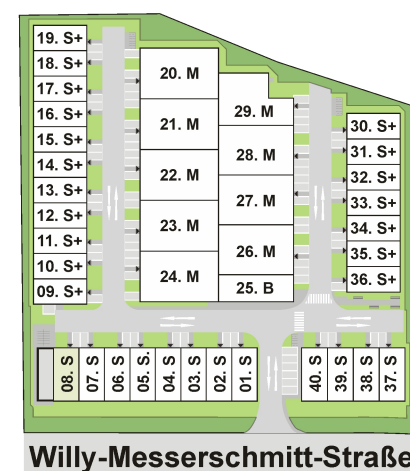 19. S+
18. S+
17. S+
16. S+
15. S+
14. S+
13. S+
12. S+
11. S+
10. S+
09. S+
20. M
21. M
22. M
23. M
24. M
29. M
28. M
27. M
26. M
25. B
30. S+
31. S+
32. S+
33. S+
34. S+
35. S+
36. S+
08. S
07. S
06. S
05. S.
04. S
03. S
02. S
01. S
40. S
39. S
38. S
37. S
Willy-Messerschmitt-Straße